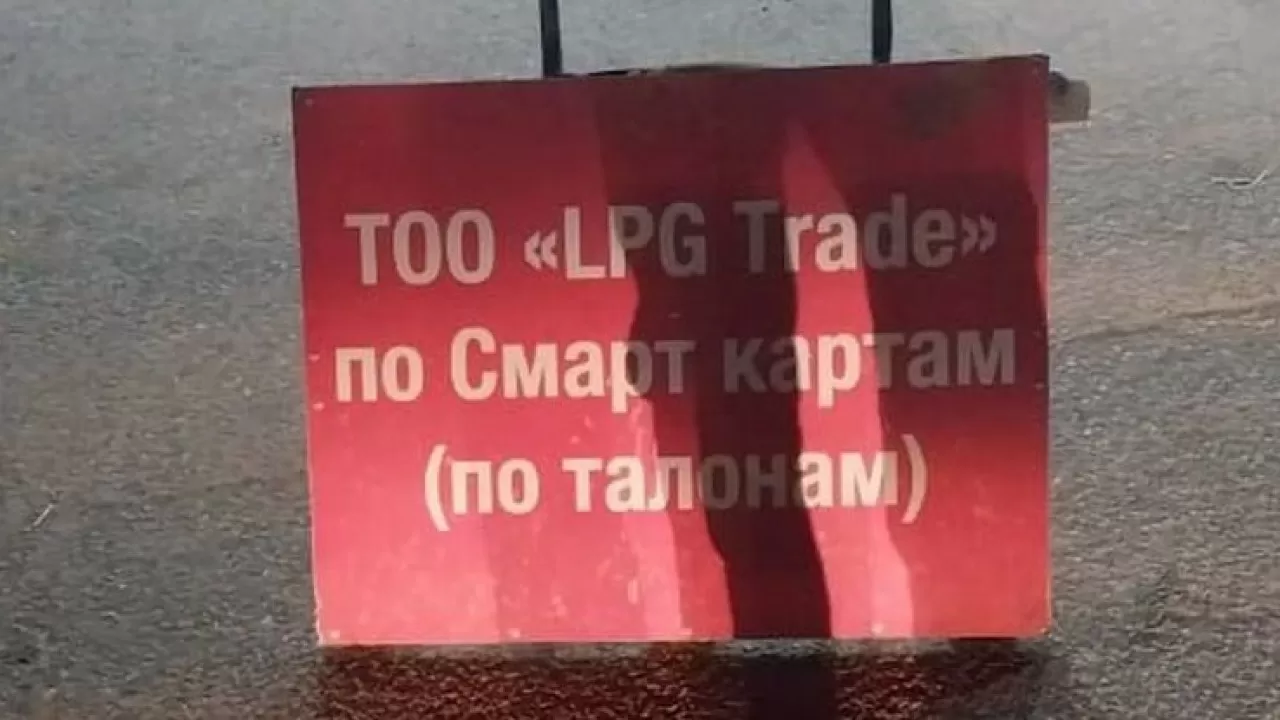 ТОО «LPG Trade»
по Смарт картам
(по талонам)